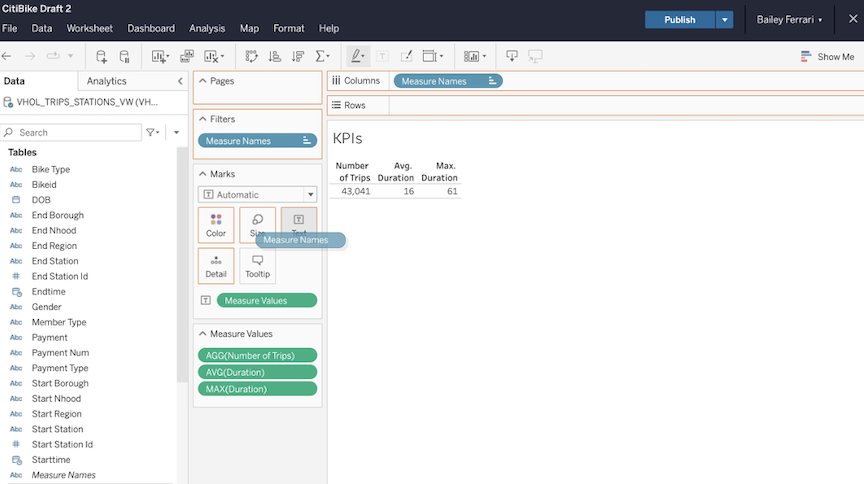 CitiBike Draft 2
File Data Worksheet Dashboard Analysis Map Format Help
Publish
Bailey Ferrari
Show Me
Data Analytics
VHOL_TRIPS_STATIONS_VW (VH...
Search
Tables
Abc Bike Type
Abc Bikeid
DOB
Abc End Borough
Abc End Nhood
Abc End Region
Abc End Station
# End Station Id
Endtime
Abc Gender
Abc Member Type
Abc Payment
Abc Payment Num
Abc Payment Type
Abc Start Borough
Abc Start Nhood
Abc Start Region
Abc Start Station
# Start Station Id
Starttime
Abc Measure Names
Pages
Filters
Measure Names
Marks
T Automatic
Color Size Text
Measure Names
Detail Tooltip
T Measure Values
Measure Values
AGG(Number of Trips)
AVG(Duration)
MAX(Duration)
Columns Measure Names
Rows
KPIs
Number Avg. Max.
of Trips Duration Duration
43,041 16 61